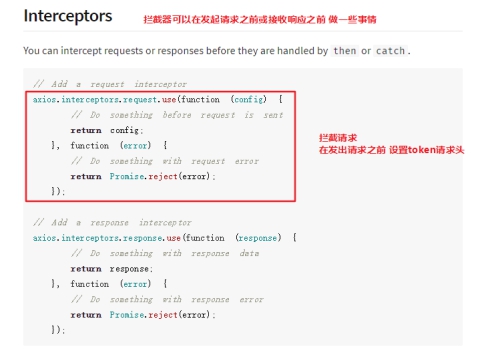 Interceptors
拦截器可以在发起请求之前或接收响应之前 做一些事情
You can intercept requests or responses before they are handled by then or catch.
// Add a request interceptor
axios.interceptors.request.use(function (config) {
// Do something before request is sent
return config;
}, function (error) {
// Do something with request error
return Promise.reject(error);
});
拦截请求
在发出请求之前 设置token请求头
// Add a response interceptor
axios.interceptors.response.use(function (response) {
// Do something with response data
return response;
}, function (error) {
// Do something with response error
return Promise.reject(error);
});